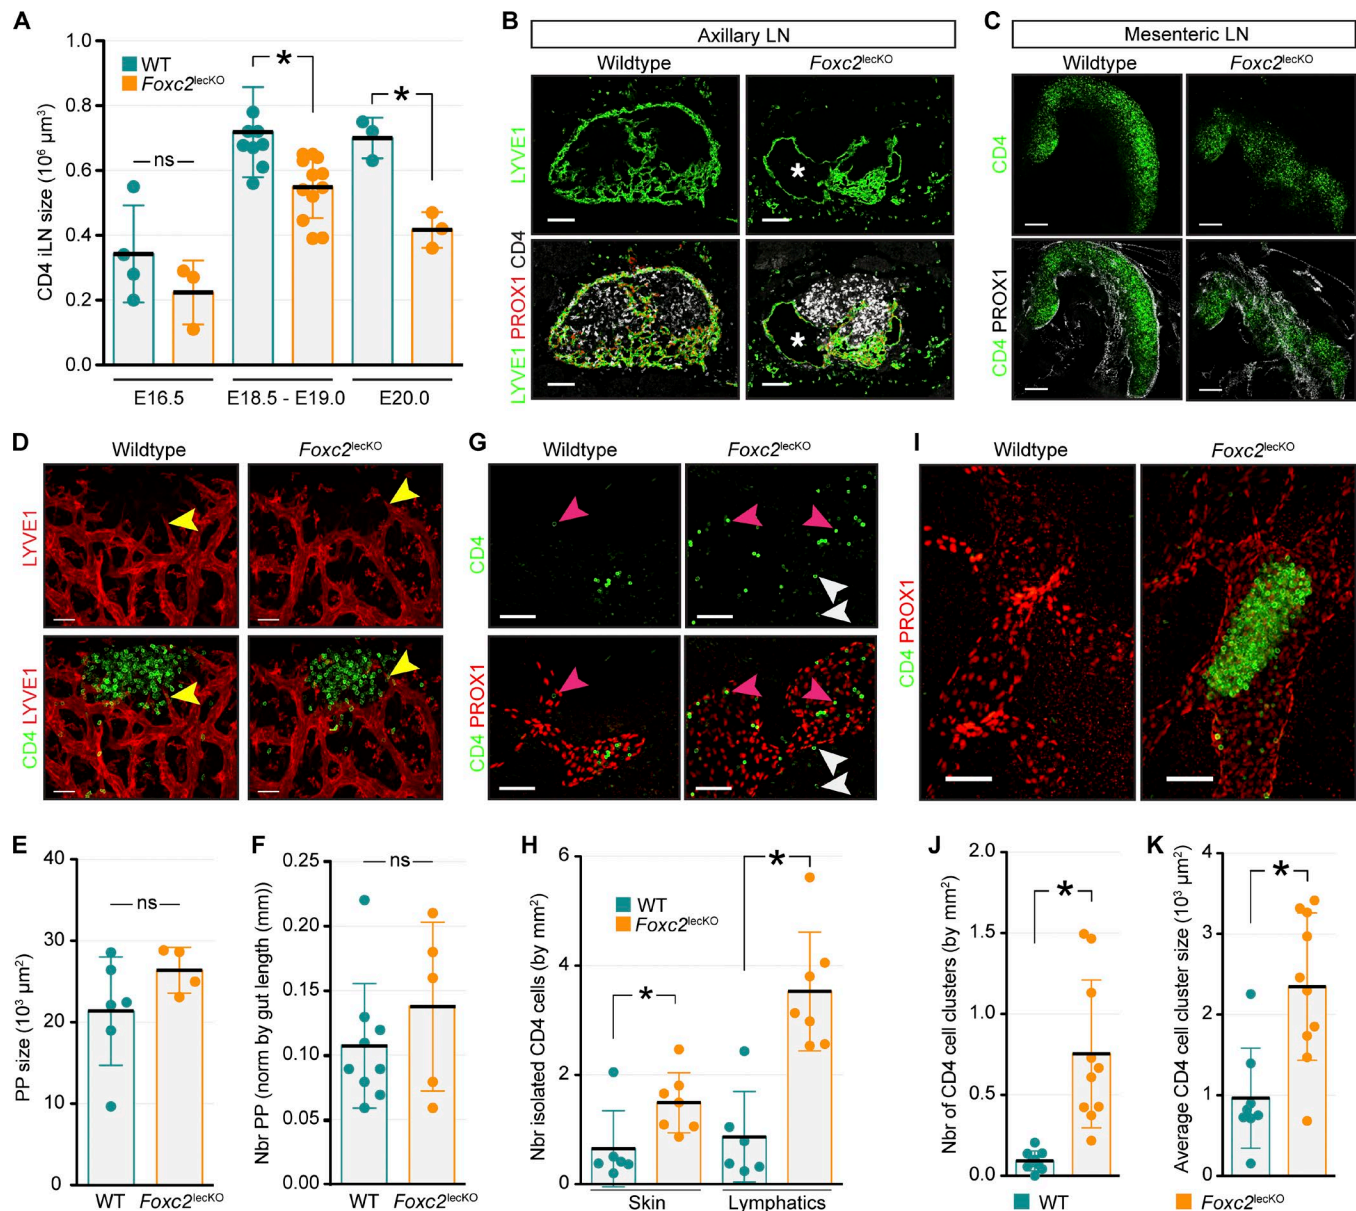 A
CD4 iLN size (10⁶ µm³)
1.0
0.8
0.6
0.4
0.2
0.0
WT
Foxc2lecKO
ns
*
*
E16.5
E18.5 - E19.0
E20.0
B
Axillary LN
Wildtype
Foxc2lecKO
LYVE1
*
LYVE1 PROX1 CD4
*
C
Mesenteric LN
Wildtype
Foxc2lecKO
CD4
CD4 PROX1
D
Wildtype
Foxc2lecKO
LYVE1
CD4 LYVE1
G
Wildtype
Foxc2lecKO
CD4
CD4 PROX1
I
Wildtype
Foxc2lecKO
CD4 PROX1
E
PP size (10³ µm²)
40
30
20
10
0
ns
WT
Foxc2lecKO
F
Nbr PP (norm by gut length (mm))
0.25
0.20
0.15
0.10
0.05
0.00
ns
WT
Foxc2lecKO
H
Nbr isolated CD4 cells (by mm²)
6
4
2
0
WT
Foxc2lecKO
*
*
Skin
Lymphatics
J
Nbr of CD4 cell clusters (by mm²)
2.0
1.5
1.0
0.5
0.0
*
K
Average CD4 cell cluster size (10³ µm²)
4
3
2
1
0
*
WT
Foxc2lecKO